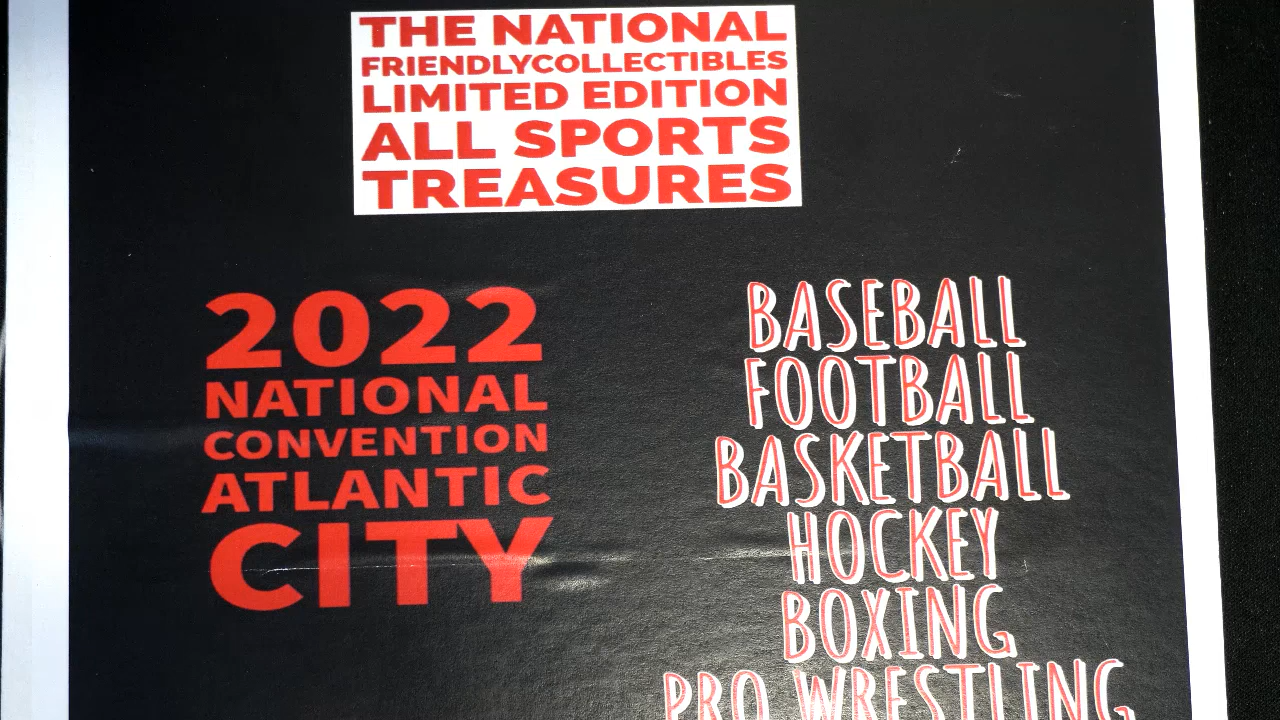 THE NATIONAL
FRIENDLYCOLLECTIBLES
LIMITED EDITION
ALL SPORTS
TREASURES
2022
NATIONAL
CONVENTION
ATLANTIC
CITY
BASEBALL
FOOTBALL
BASKETBALL
HOCKEY
BOXING
PRO WRESTLING